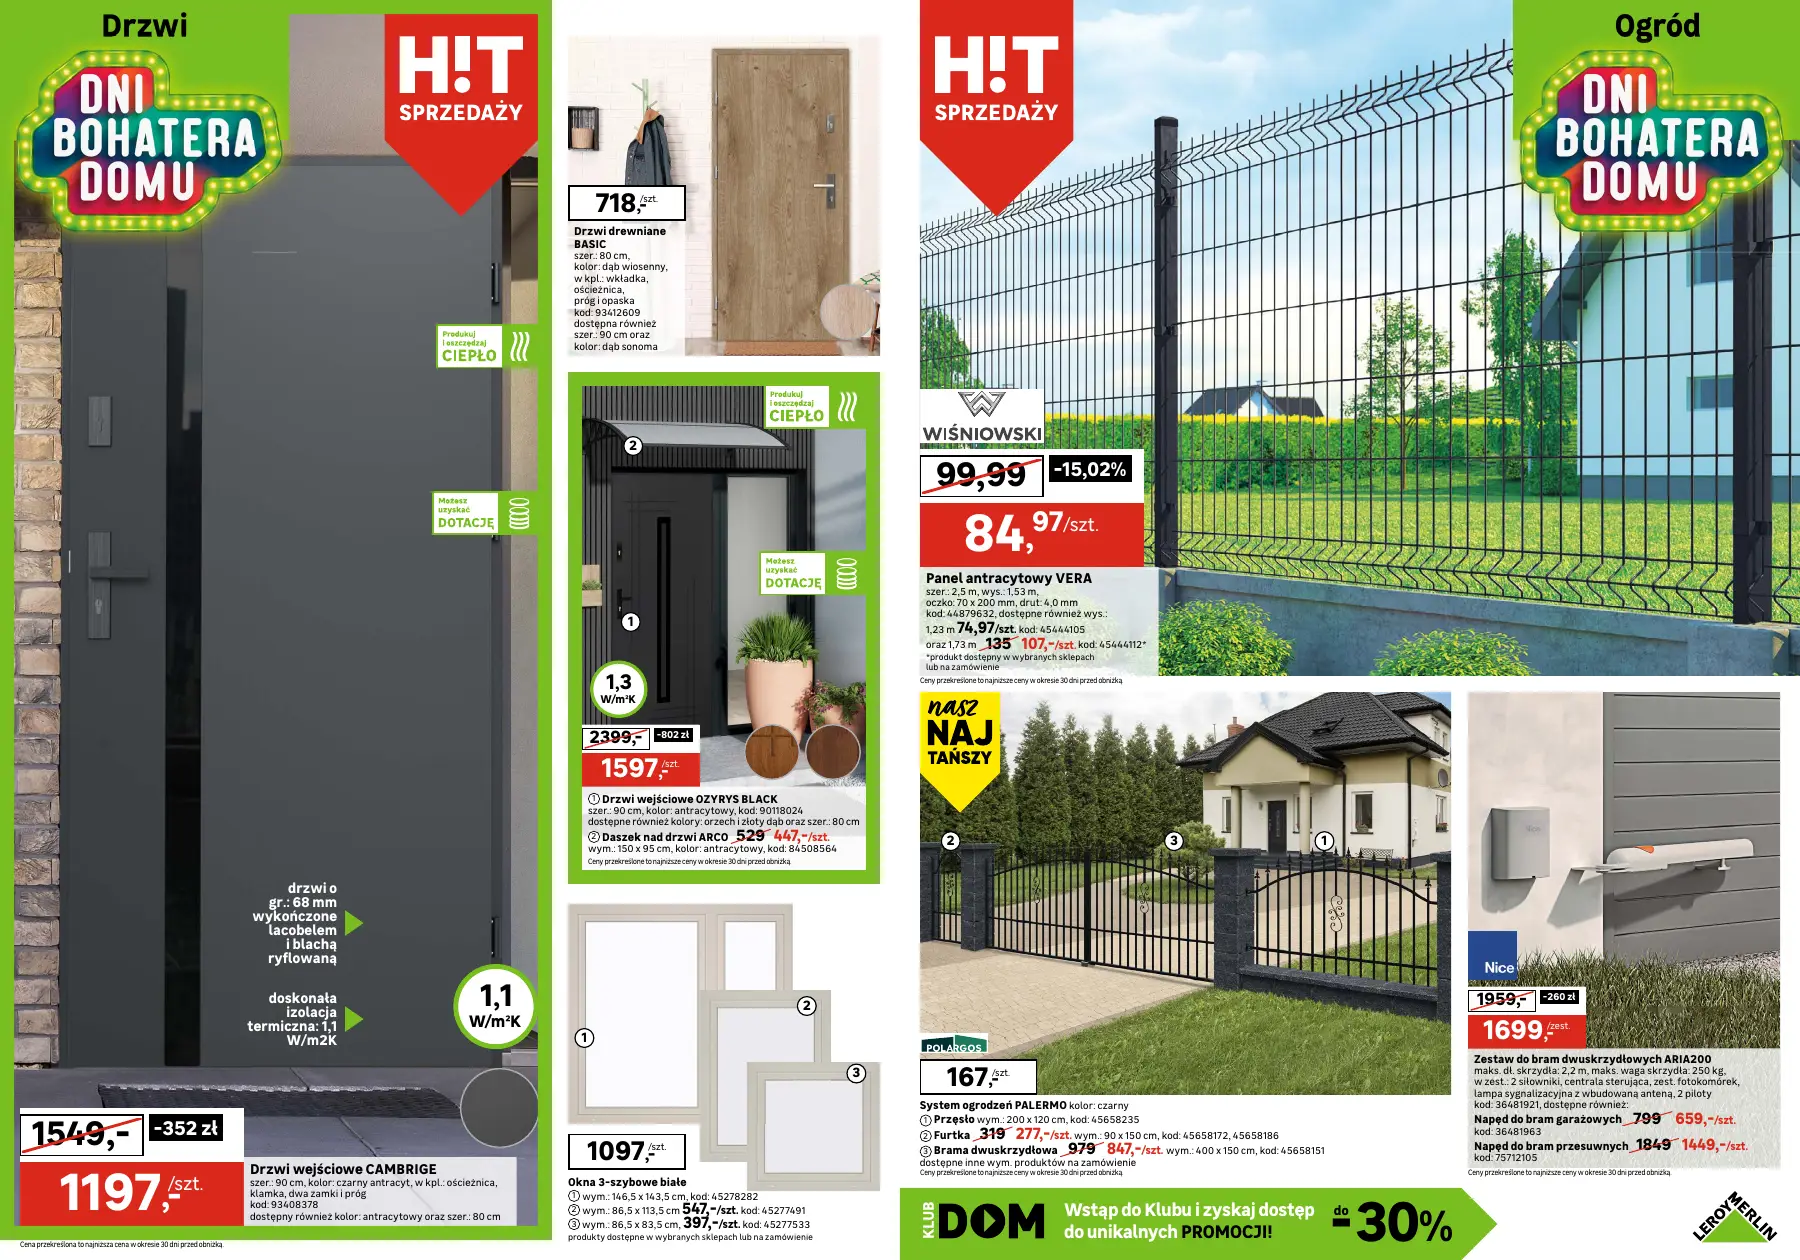 Drzwi
DNI
BOHATERA
DOMU
H!T
SPRZEDAŻY
Produkuj
i oszczędzaj
CIEPŁO
Możesz
uzyskać
DOTACJĘ
drzwi o
gr.: 68 mm
wykończone
lacobelem
i blachą
ryflowaną
doskonała
izolacja
termiczna: 1,1
W/m2K
1,1
W/m²K
1549,-
-352 zł
1197,-/szt.
Drzwi wejściowe CAMBRIGE
szer.: 90 cm, kolor: czarny antracyt, w kpl.: ościeżnica,
klamka, dwa zamki i próg
kod: 93408378
dostępny również kolor: antracytowy oraz szer.: 80 cm
Cena przekreślona to najniższa cena w okresie 30 dni przed obniżką.
718,-/szt.
Drzwi drewniane
BASIC
szer.: 80 cm,
kolor: dąb wiosenny,
w kpl.: wkładka,
ościeżnica,
próg i opaska
kod: 93412609
dostępna również
szer.: 90 cm oraz
kolor: dąb sonoma
Produkuj
i oszczędzaj
CIEPŁO
2
Możesz
uzyskać
DOTACJĘ
1
1,3
W/m²K
2399,-
-802 zł
1597,-/szt.
1 Drzwi wejściowe OZYRYS BLACK
szer.: 90 cm, kolor: antracytowy, kod: 90118024
dostępne również kolory: orzech i złoty dąb oraz szer.: 80 cm
2 Daszek nad drzwi ARCO 529 447,-/szt.
wym.: 150 x 95 cm, kolor: antracytowy, kod: 84508564
Ceny przekreślone to najniższe ceny w okresie 30 dni przed obniżką.
1
2
3
1097,-/szt.
Okna 3-szybowe białe
1 wym.: 146,5 x 143,5 cm, kod: 45278282
2 wym.: 86,5 x 113,5 cm 547,-/szt. kod: 45277491
3 wym.: 86,5 x 83,5 cm, 397,-/szt. kod: 45277533
produkty dostępne w wybranych sklepach lub na zamówienie
H!T
SPRZEDAŻY
Ogród
DNI
BOHATERA
DOMU
WIŚNIOWSKI
99,99
-15,02%
84,97/szt.
Panel antracytowy VERA
szer.: 2,5 m, wys.: 1,53 m,
oczko: 70 x 200 mm, drut: 4,0 mm
kod: 44879632, dostępne również wys.:
1,23 m 74,97/szt. kod: 45444105
oraz 1,73 m 135 107,-/szt. kod: 45444112*
*produkt dostępny w wybranych sklepach
lub na zamówienie
Ceny przekreślone to najniższe ceny w okresie 30 dni przed obniżką.
nasz
NAJ
TAŃSZY
2
3
1
POLARGOS
167,-/szt.
System ogrodzeń PALERMO kolor: czarny
1 Przęsło wym.: 200 x 120 cm, kod: 45658235
2 Furtka 319 277,-/szt. wym.: 90 x 150 cm, kod: 45658172, 45658186
3 Brama dwuskrzydłowa 979 847,-/szt. wym.: 400 x 150 cm, kod: 45658151
dostępne inne wym. produktów na zamówienie
Ceny przekreślone to najniższe ceny w okresie 30 dni przed obniżką.
Nice
Nice
1959,-
-260 zł
1699,-/zest.
Zestaw do bram dwuskrzydłowych ARIA200
maks. dł. skrzydła: 2,2 m, maks. waga skrzydła: 250 kg,
w zest.: 2 siłowniki, centrala sterująca, zest. fotokomórek,
lampa sygnalizacyjna z wbudowaną anteną, 2 piloty
kod: 36481921, dostępne również:
Napęd do bram garażowych 799 659,-/szt.
kod: 36481963
Napęd do bram przesuwnych 1849 1449,-/szt.
kod: 75712105
Ceny przekreślone to najniższe ceny w okresie 30 dni przed obniżką.
KLUB
DOM
Wstąp do Klubu i zyskaj dostęp
do unikalnych PROMOCJI!
do
-30%
LEROY MERLIN